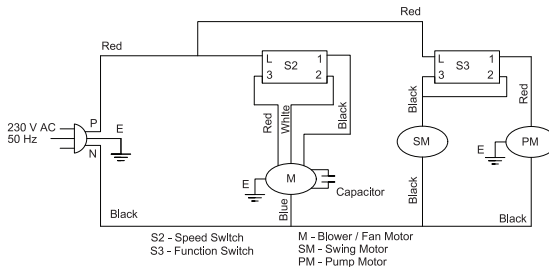 Red
Red
L 1
S2
3 2
L 1
S3
3 2
Red
White
Black
Black
Red
230 V AC
50 Hz
P
E
N
SM
E
PM
E
M
Capacitor
Blue
Black
Black
Black
S2 - Speed Switch
S3 - Function Switch
M - Blower / Fan Motor
SM - Swing Motor
PM - Pump Motor